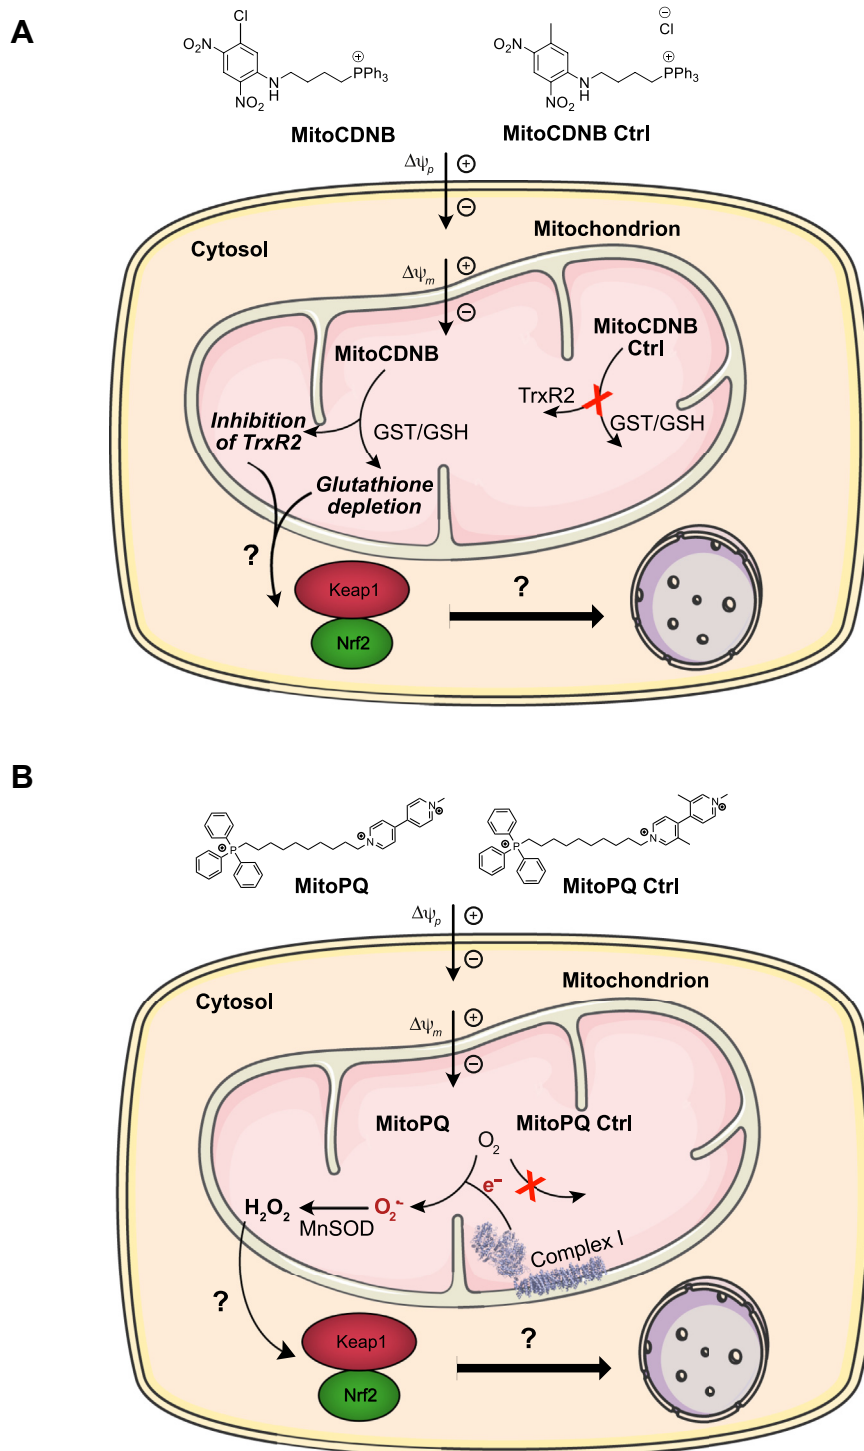 A
Cl
O₂N
NO₂
N
H
⊕
PPh₃
MitoCDNB
⊖
Cl
O₂N
NO₂
N
H
⊕
PPh₃
MitoCDNB Ctrl
Δψp
+
−
Cytosol
Mitochondrion
Δψm
+
−
MitoCDNB
MitoCDNB
Ctrl
TrxR2
GST/GSH
Inhibition
of TrxR2
GST/GSH
Glutathione
depletion
?
Keap1
Nrf2
?
B
P
N
N
MitoPQ
P
N
N
MitoPQ Ctrl
Δψp
+
−
Cytosol
Mitochondrion
Δψm
+
−
MitoPQ
MitoPQ Ctrl
O₂
e⁻
H₂O₂
MnSOD
O₂•⁻
Complex I
?
Keap1
Nrf2
?